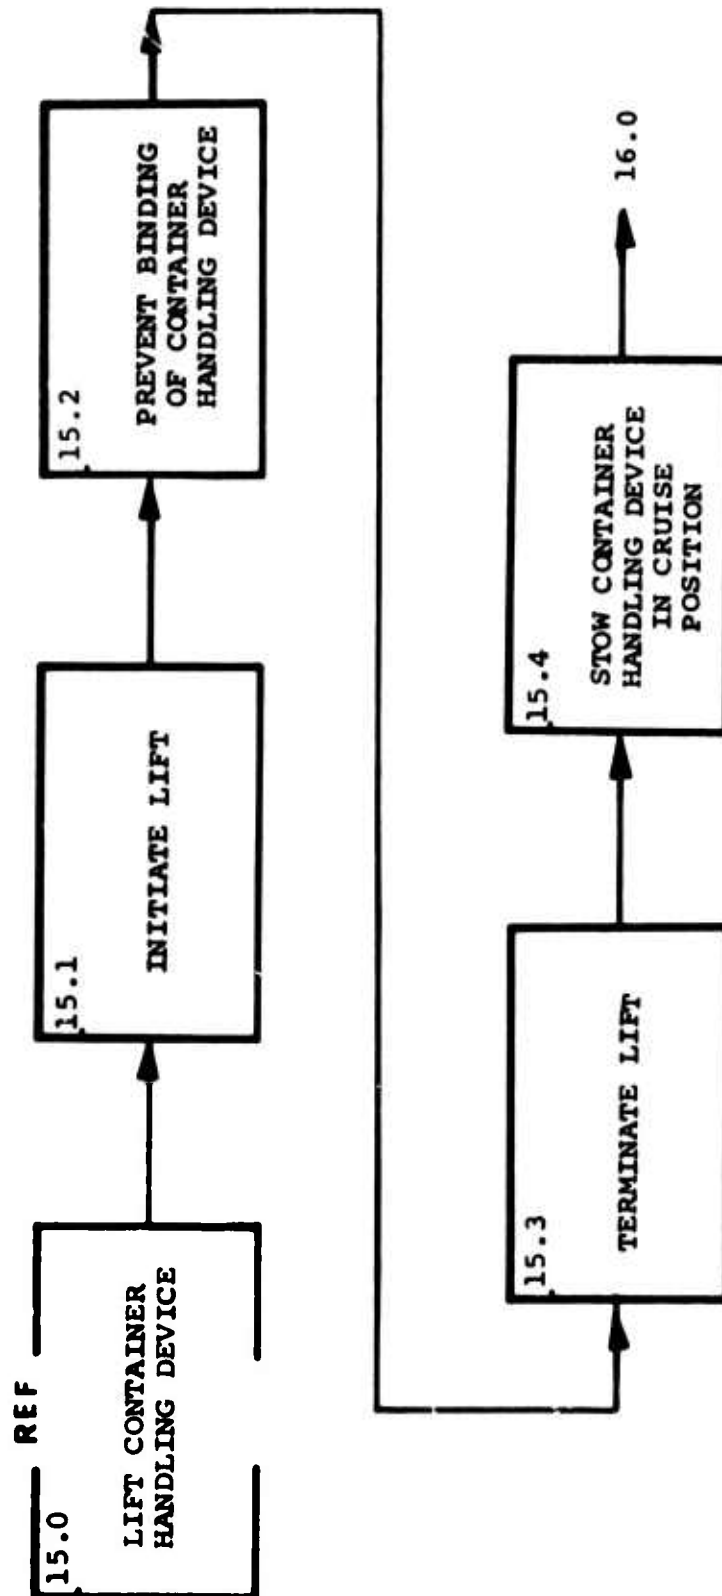 REF
15.0
LIFT CONTAINER
HANDLING DEVICE
15.1
INITIATE LIFT
15.2
PREVENT BINDING
OF CONTAINER
HANDLING DEVICE
15.3
TERMINATE LIFT
15.4
STOW CONTAINER
HANDLING DEVICE
IN CRUISE
POSITION
16.0